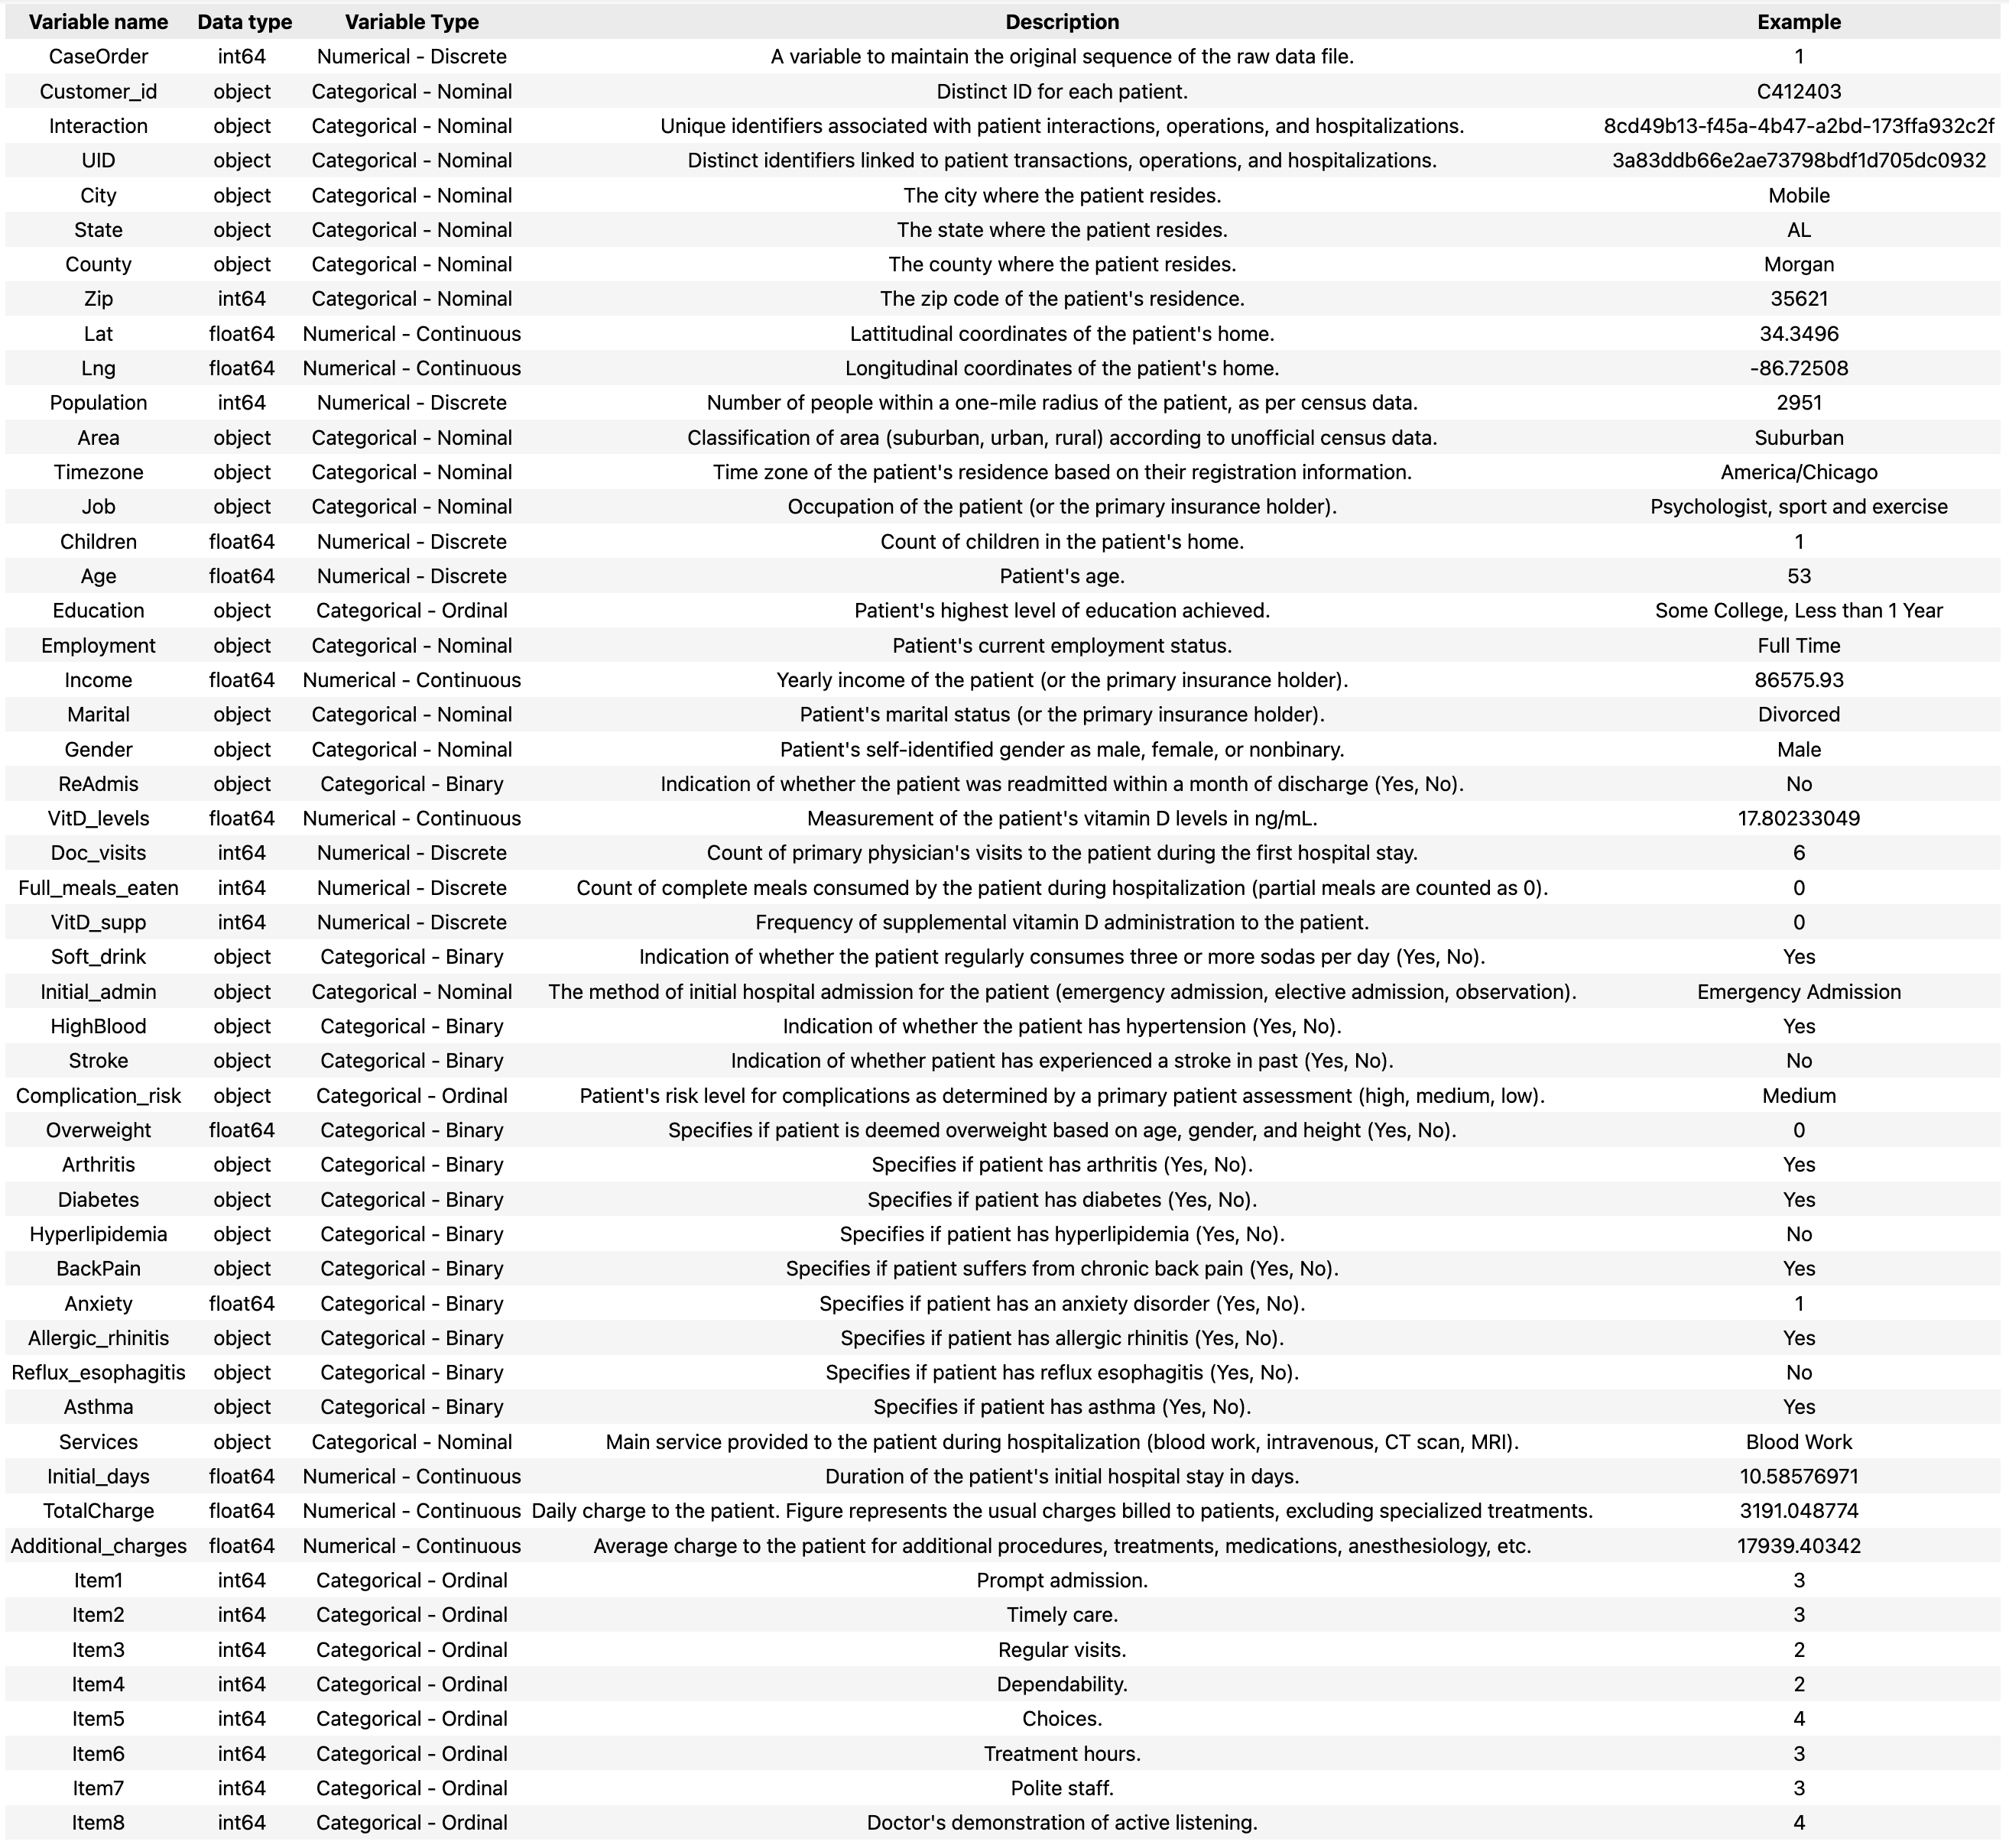 Variable name Data type Variable Type Description Example
CaseOrder int64 Numerical - Discrete A variable to maintain the original sequence of the raw data file. 1
Customer_id object Categorical - Nominal Distinct ID for each patient. C412403
Interaction object Categorical - Nominal Unique identifiers associated with patient interactions, operations, and hospitalizations. 8cd49b13-f45a-4b47-a2bd-173ffa932c2f
UID object Categorical - Nominal Distinct identifiers linked to patient transactions, operations, and hospitalizations. 3a83ddb66e2ae73798bdf1d705dc0932
City object Categorical - Nominal The city where the patient resides. Mobile
State object Categorical - Nominal The state where the patient resides. AL
County object Categorical - Nominal The county where the patient resides. Morgan
Zip int64 Categorical - Nominal The zip code of the patient's residence. 35621
Lat float64 Numerical - Continuous Lattitudinal coordinates of the patient's home. 34.3496
Lng float64 Numerical - Continuous Longitudinal coordinates of the patient's home. -86.72508
Population int64 Numerical - Discrete Number of people within a one-mile radius of the patient, as per census data. 2951
Area object Categorical - Nominal Classification of area (suburban, urban, rural) according to unofficial census data. Suburban
Timezone object Categorical - Nominal Time zone of the patient's residence based on their registration information. America/Chicago
Job object Categorical - Nominal Occupation of the patient (or the primary insurance holder). Psychologist, sport and exercise
Children float64 Numerical - Discrete Count of children in the patient's home. 1
Age float64 Numerical - Discrete Patient's age. 53
Education object Categorical - Ordinal Patient's highest level of education achieved. Some College, Less than 1 Year
Employment object Categorical - Nominal Patient's current employment status. Full Time
Income float64 Numerical - Continuous Yearly income of the patient (or the primary insurance holder). 86575.93
Marital object Categorical - Nominal Patient's marital status (or the primary insurance holder). Divorced
Gender object Categorical - Nominal Patient's self-identified gender as male, female, or nonbinary. Male
ReAdmis object Categorical - Binary Indication of whether the patient was readmitted within a month of discharge (Yes, No). No
VitD_levels float64 Numerical - Continuous Measurement of the patient's vitamin D levels in ng/mL. 17.80233049
Doc_visits int64 Numerical - Discrete Count of primary physician's visits to the patient during the first hospital stay. 6
Full_meals_eaten int64 Numerical - Discrete Count of complete meals consumed by the patient during hospitalization (partial meals are counted as 0). 0
VitD_supp int64 Numerical - Discrete Frequency of supplemental vitamin D administration to the patient. 0
Soft_drink object Categorical - Binary Indication of whether the patient regularly consumes three or more sodas per day (Yes, No). Yes
Initial_admin object Categorical - Nominal The method of initial hospital admission for the patient (emergency admission, elective admission, observation). Emergency Admission
HighBlood object Categorical - Binary Indication of whether the patient has hypertension (Yes, No). Yes
Stroke object Categorical - Binary Indication of whether patient has experienced a stroke in past (Yes, No). No
Complication_risk object Categorical - Ordinal Patient's risk level for complications as determined by a primary patient assessment (high, medium, low). Medium
Overweight float64 Categorical - Binary Specifies if patient is deemed overweight based on age, gender, and height (Yes, No). 0
Arthritis object Categorical - Binary Specifies if patient has arthritis (Yes, No). Yes
Diabetes object Categorical - Binary Specifies if patient has diabetes (Yes, No). Yes
Hyperlipidemia object Categorical - Binary Specifies if patient has hyperlipidemia (Yes, No). No
BackPain object Categorical - Binary Specifies if patient suffers from chronic back pain (Yes, No). Yes
Anxiety float64 Categorical - Binary Specifies if patient has an anxiety disorder (Yes, No). 1
Allergic_rhinitis object Categorical - Binary Specifies if patient has allergic rhinitis (Yes, No). Yes
Reflux_esophagitis object Categorical - Binary Specifies if patient has reflux esophagitis (Yes, No). No
Asthma object Categorical - Binary Specifies if patient has asthma (Yes, No). Yes
Services object Categorical - Nominal Main service provided to the patient during hospitalization (blood work, intravenous, CT scan, MRI). Blood Work
Initial_days float64 Numerical - Continuous Duration of the patient's initial hospital stay in days. 10.58576971
TotalCharge float64 Numerical - Continuous Daily charge to the patient. Figure represents the usual charges billed to patients, excluding specialized treatments. 3191.048774
Additional_charges float64 Numerical - Continuous Average charge to the patient for additional procedures, treatments, medications, anesthesiology, etc. 17939.40342
Item1 int64 Categorical - Ordinal Prompt admission. 3
Item2 int64 Categorical - Ordinal Timely care. 3
Item3 int64 Categorical - Ordinal Regular visits. 2
Item4 int64 Categorical - Ordinal Dependability. 2
Item5 int64 Categorical - Ordinal Choices. 4
Item6 int64 Categorical - Ordinal Treatment hours. 3
Item7 int64 Categorical - Ordinal Polite staff. 3
Item8 int64 Categorical - Ordinal Doctor's demonstration of active listening. 4